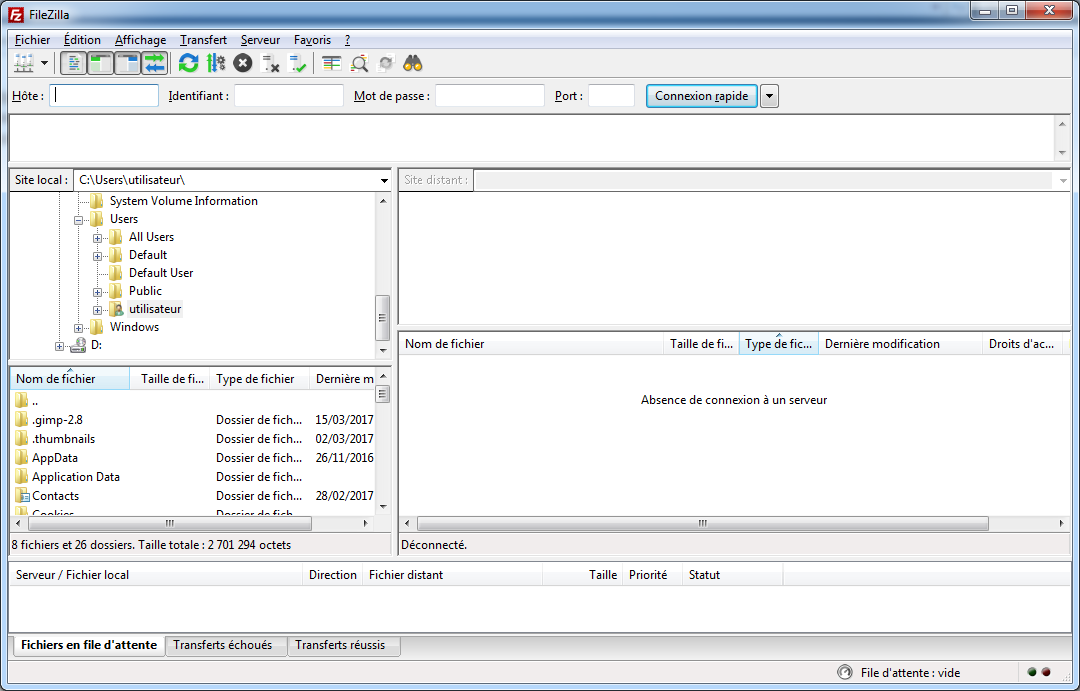 FileZilla
Fichier Édition Affichage Transfert Serveur Favoris ?
Hôte : Identifiant : Mot de passe : Port : Connexion rapide
Site local : C:\Users\utilisateur\
System Volume Information
Users
All Users
Default
Default User
Public
utilisateur
Windows
D:
Nom de fichier Taille de fi... Type de fichier Dernière m
..
.gimp-2.8 Dossier de fich... 15/03/2017
.thumbnails Dossier de fich... 02/03/2017
AppData Dossier de fich... 26/11/2016
Application Data Dossier de fich...
Contacts Dossier de fich... 28/02/2017
Cookies Dossier de fich...
8 fichiers et 26 dossiers. Taille totale : 2 701 294 octets
Site distant :
Nom de fichier Taille de fi... Type de fic... Dernière modification Droits d'ac...
Absence de connexion à un serveur
Déconnecté.
Serveur / Fichier local Direction Fichier distant Taille Priorité Statut
Fichiers en file d'attente Transferts échoués Transferts réussis
File d'attente : vide